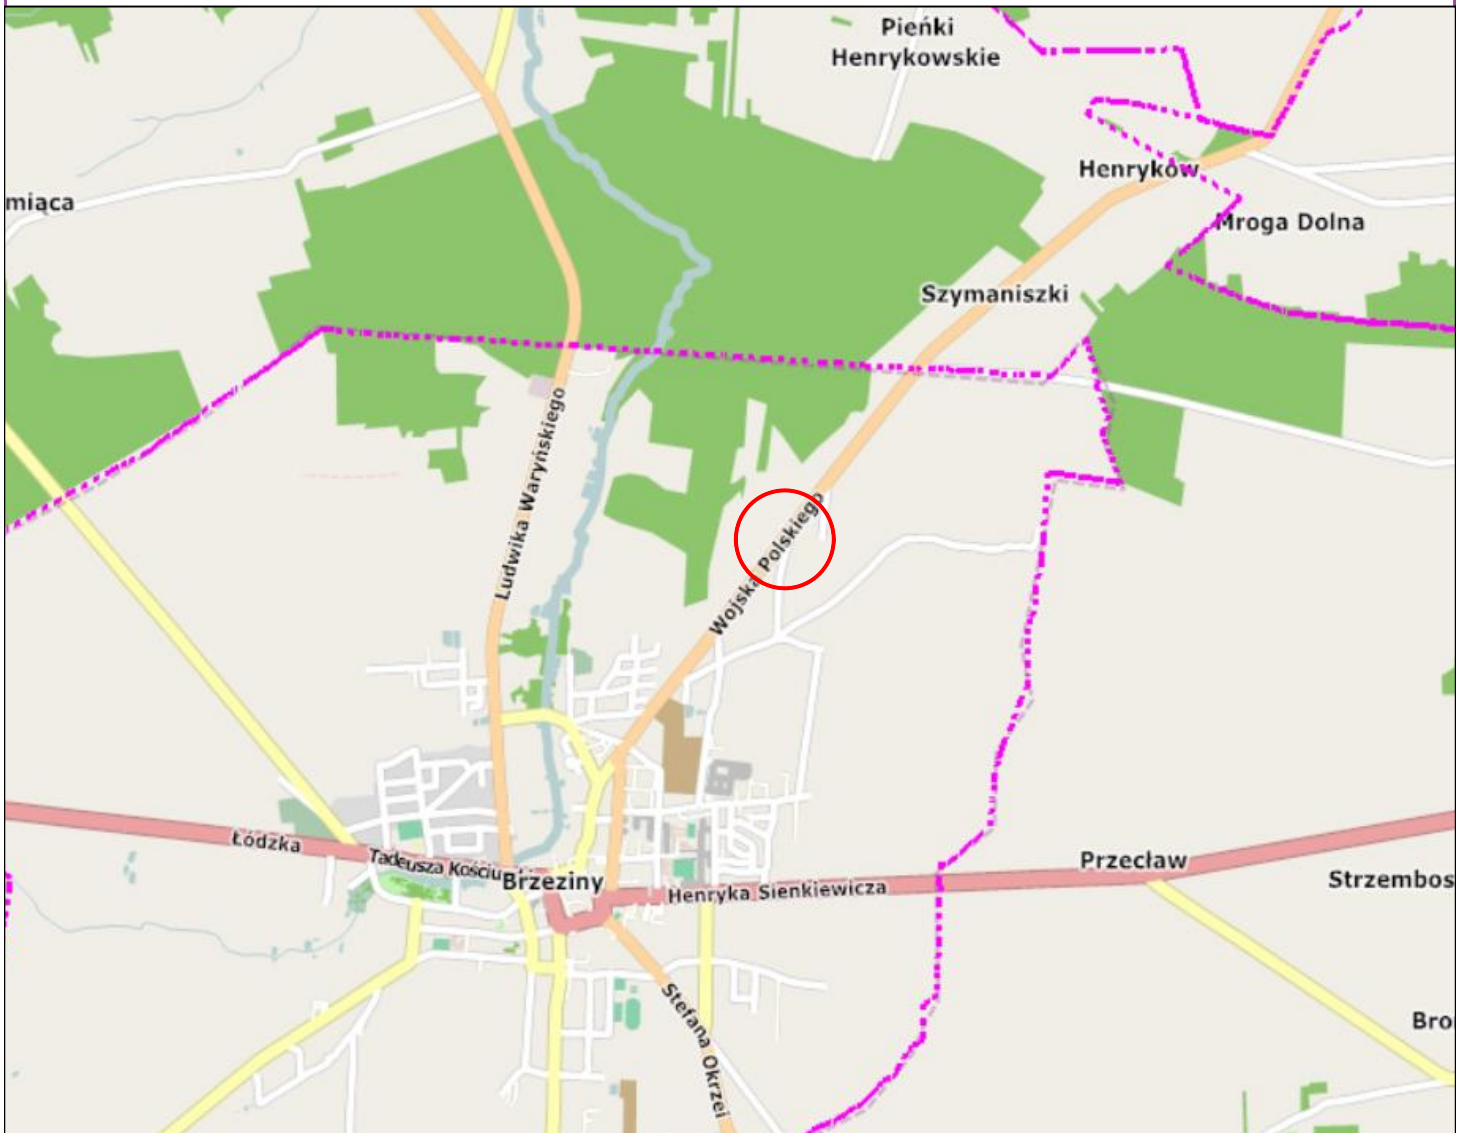 Pieńki
Henrykowskie
Henryków
miąca
Mroga Dolna
Szymaniszki
Ludwika Waryńskiego
Wojska Polskiego
Łódzka
Tadeusza Kościu
Brzeziny
Henryka Sienkiewicza
Przecław
Strzembos
Stefana Okrzei
Bro